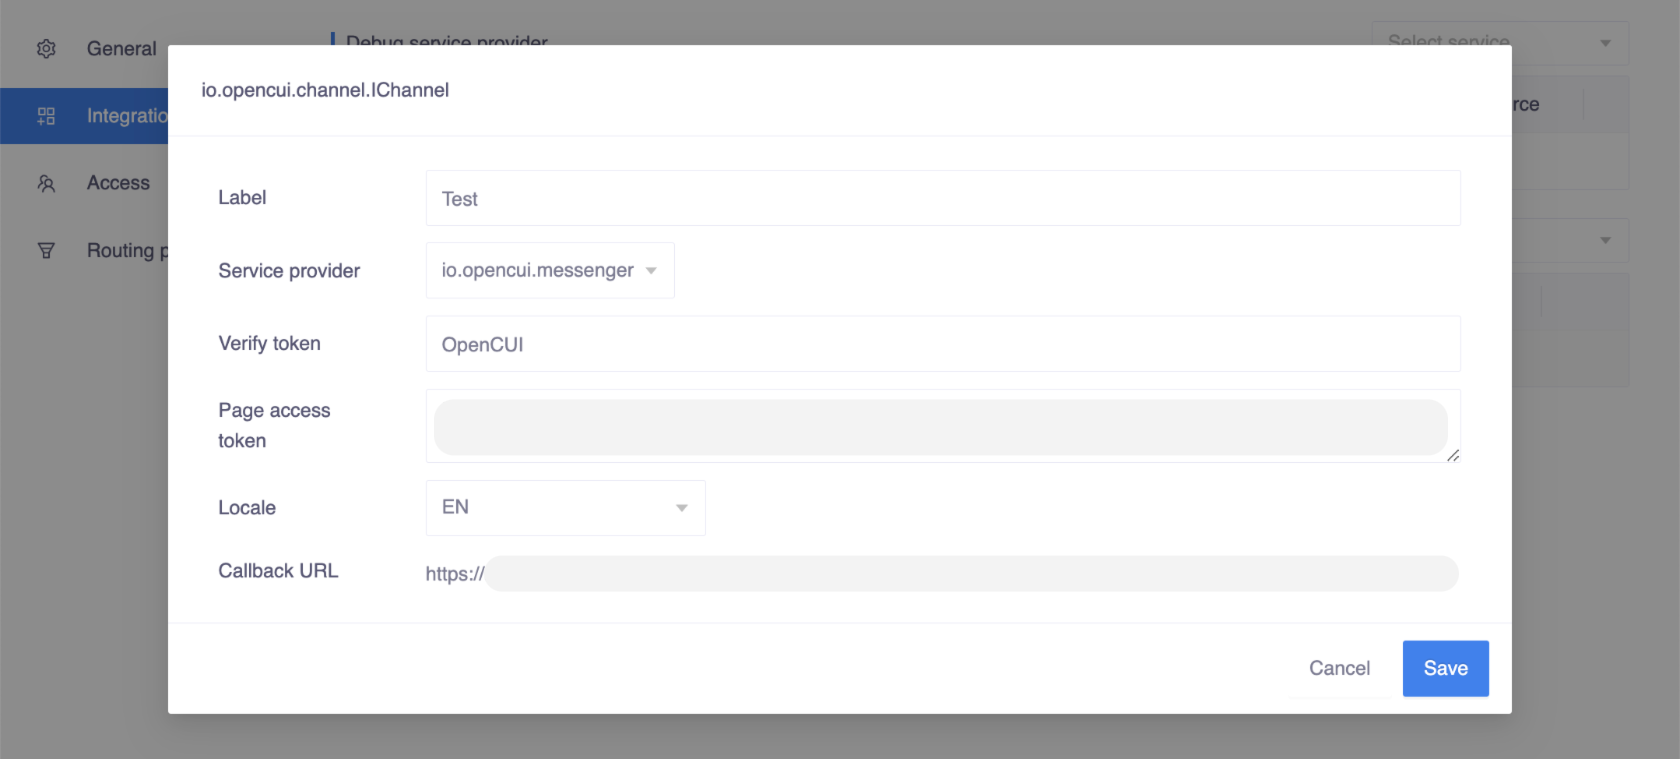 General
Debug service provider
Select service
io.opencui.channel.IChannel
Integratio
rce
Access
Label
Test
Routing p
Service provider
io.opencui.messenger
Verify token
OpenCUI
Page access
token
Locale
EN
Callback URL
https://
Cancel
Save